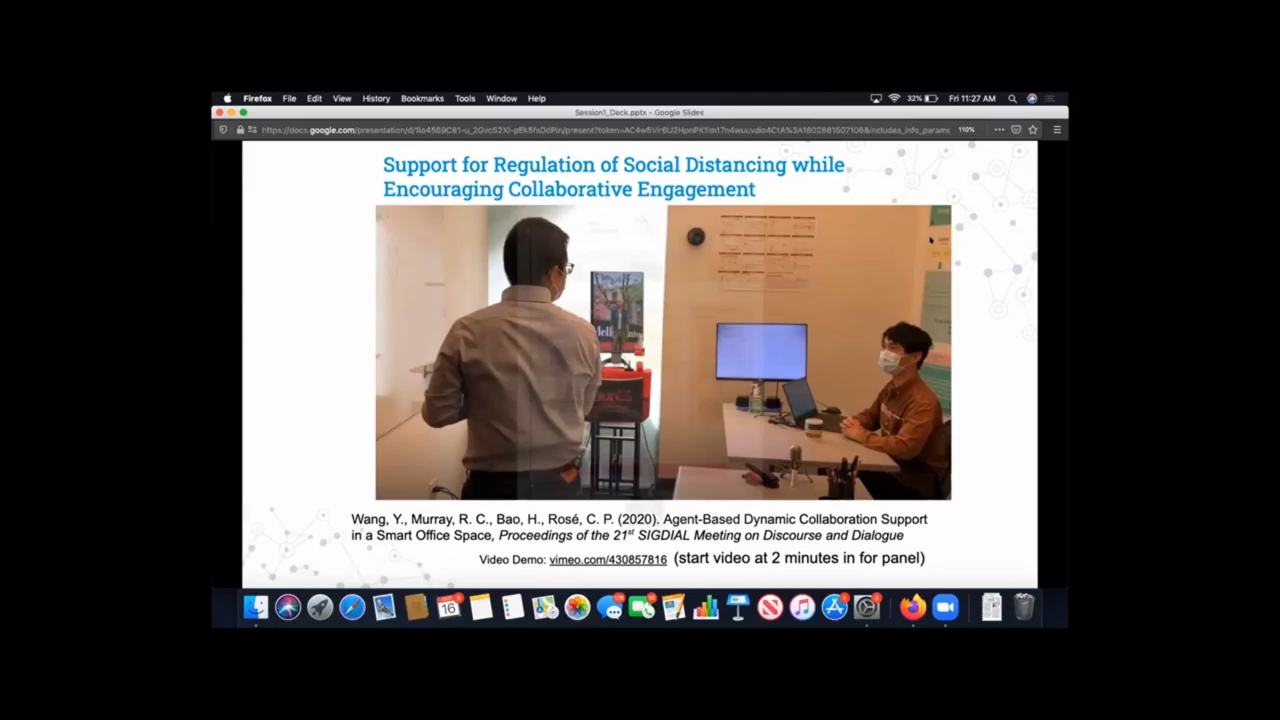 Firefox File Edit View History Bookmarks Tools Window Help 32% Fri 11:27 AM
Session1_Deck.pptx - Google Slides
110%
Support for Regulation of Social Distancing while
Encouraging Collaborative Engagement
Wang, Y., Murray, R. C., Bao, H., Rosé, C. P. (2020). Agent-Based Dynamic Collaboration Support
in a Smart Office Space, Proceedings of the 21st SIGDIAL Meeting on Discourse and Dialogue
Video Demo: vimeo.com/430857816 (start video at 2 minutes in for panel)
16